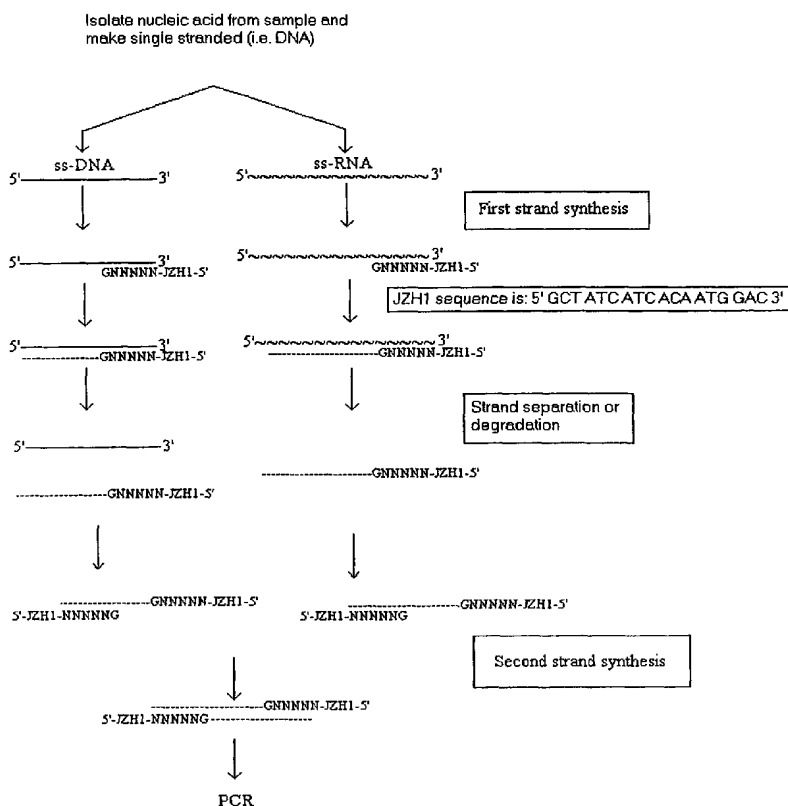 Isolate nucleic acid from sample and
make single stranded (i.e. DNA)
ss-DNA
ss-RNA
5' 3'
5' 3'
First strand synthesis
5' 3'
GNNNNN-JZH1-5'
5' 3'
GNNNNN-JZH1-5'
JZH1 sequence is: 5' GCT ATC ATC ACA ATG GAC 3'
5' 3'
GNNNNN-JZH1-5'
5' 3'
GNNNNN-JZH1-5'
Strand separation or
degradation
5' 3'
GNNNNN-JZH1-5'
GNNNNN-JZH1-5'
GNNNNN-JZH1-5'
5'-JZH1-NNNNNG
GNNNNN-JZH1-5'
5'-JZH1-NNNNNG
Second strand synthesis
GNNNNN-JZH1-5'
5'-JZH1-NNNNNG
PCR